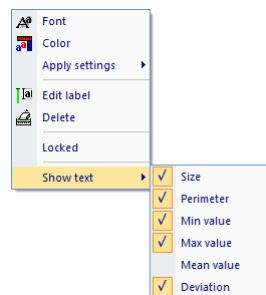 Font
Color
Apply settings
Edit label
Delete
Locked
Show text
Size
Perimeter
Min value
Max value
Mean value
Deviation